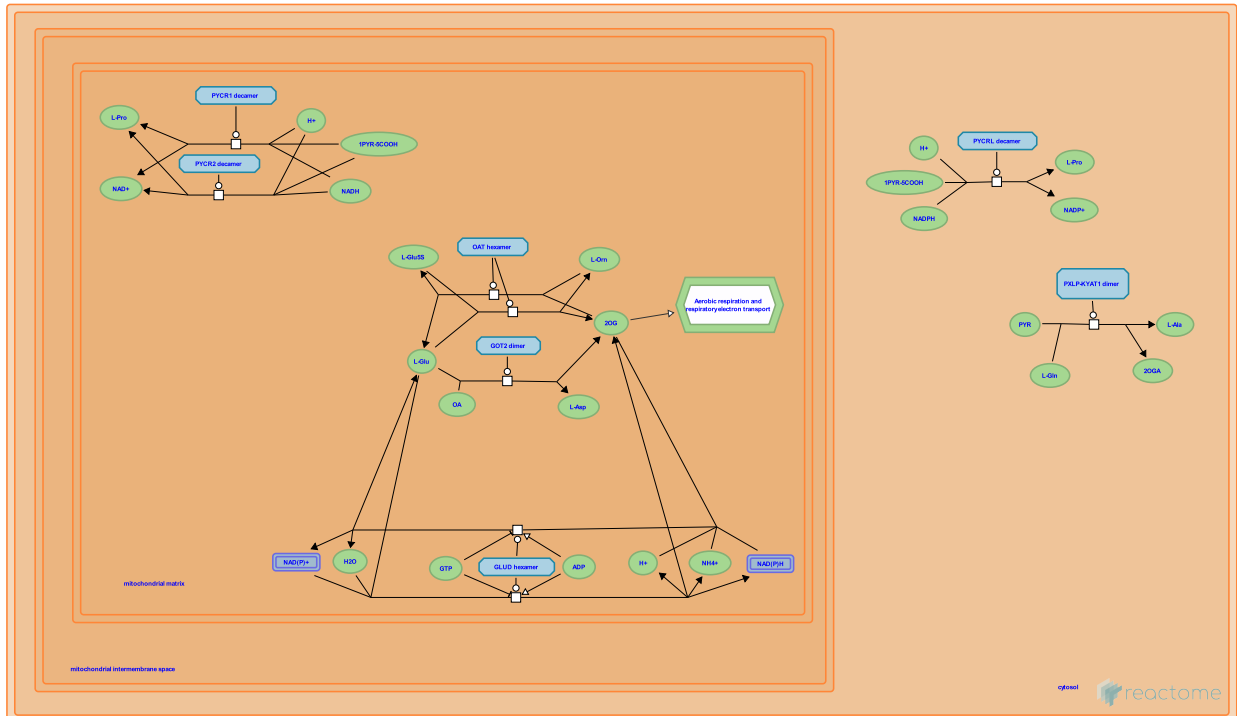 PYCR1 decamer
L-Pro
H+
1PYR-5COOH
PYCR2 decamer
NAD+
NADH
PYCRL decamer
H+
L-Pro
1PYR-5COOH
NADPH
NADP+
OAT hexamer
L-Glu5S
L-Orn
Aerobic respiration and
respiratory electron transport
2OG
GOT2 dimer
L-Glu
OA
L-Asp
PXLP-KYAT1 dimer
PYR
L-Ala
L-Gln
2OGA
NAD(P)+
H2O
GTP
GLUD hexamer
ADP
H+
NH4+
NAD(P)H
mitochondrial matrix
mitochondrial intermembrane space
cytosol
reactome